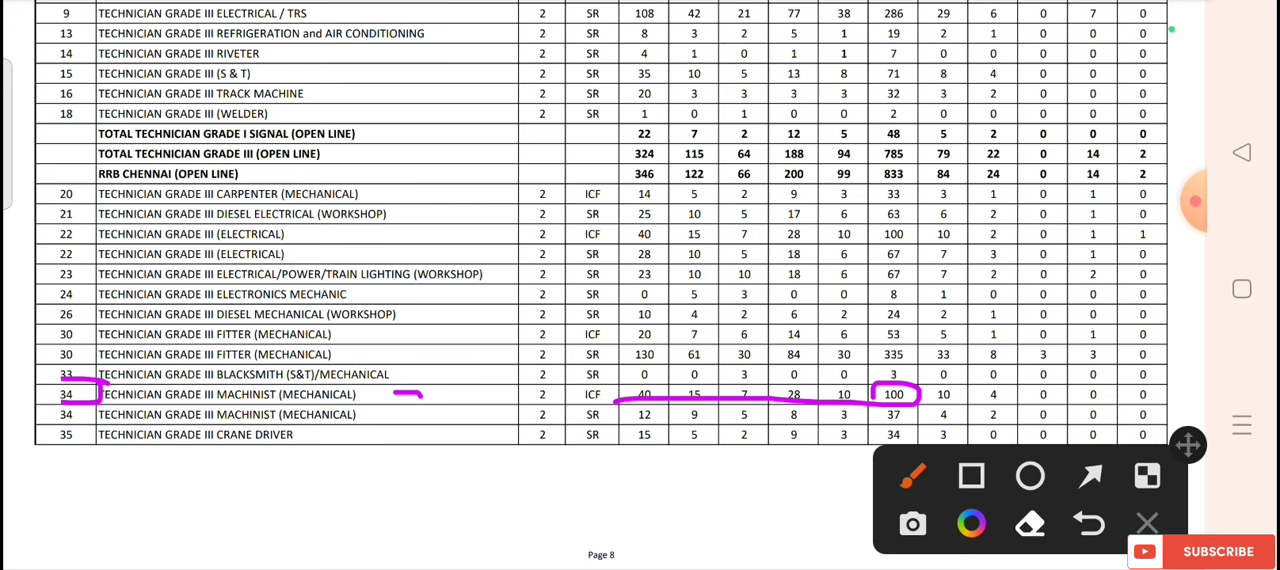 9 TECHNICIAN GRADE III ELECTRICAL / TRS 2 SR 108 42 21 77 38 286 29 6 0 7 0
13 TECHNICIAN GRADE III REFRIGERATION and AIR CONDITIONING 2 SR 8 3 2 5 1 19 2 1 0 0 0
14 TECHNICIAN GRADE III RIVETER 2 SR 4 1 0 1 1 7 0 0 0 0 0
15 TECHNICIAN GRADE III (S & T) 2 SR 35 10 5 13 8 71 8 4 0 0 0
16 TECHNICIAN GRADE III TRACK MACHINE 2 SR 20 3 3 3 3 32 3 2 0 0 0
18 TECHNICIAN GRADE III (WELDER) 2 SR 1 0 1 0 0 2 0 0 0 0 0
TOTAL TECHNICIAN GRADE I SIGNAL (OPEN LINE) 22 7 2 12 5 48 5 2 0 0 0
TOTAL TECHNICIAN GRADE III (OPEN LINE) 324 115 64 188 94 785 79 22 0 14 2
RRB CHENNAI (OPEN LINE) 346 122 66 200 99 833 84 24 0 14 2
20 TECHNICIAN GRADE III CARPENTER (MECHANICAL) 2 ICF 14 5 2 9 3 33 3 1 0 1 0
21 TECHNICIAN GRADE III DIESEL ELECTRICAL (WORKSHOP) 2 SR 25 10 5 17 6 63 6 2 0 1 0
22 TECHNICIAN GRADE III (ELECTRICAL) 2 ICF 40 15 7 28 10 100 10 2 0 1 1
22 TECHNICIAN GRADE III (ELECTRICAL) 2 SR 28 10 5 18 6 67 7 3 0 1 0
23 TECHNICIAN GRADE III ELECTRICAL/POWER/TRAIN LIGHTING (WORKSHOP) 2 SR 23 10 10 18 6 67 7 2 0 2 0
24 TECHNICIAN GRADE III ELECTRONICS MECHANIC 2 SR 0 5 3 0 0 8 1 0 0 0 0
26 TECHNICIAN GRADE III DIESEL MECHANICAL (WORKSHOP) 2 SR 10 4 2 6 2 24 2 1 0 0 0
30 TECHNICIAN GRADE III FITTER (MECHANICAL) 2 ICF 20 7 6 14 6 53 5 1 0 1 0
30 TECHNICIAN GRADE III FITTER (MECHANICAL) 2 SR 130 61 30 84 30 335 33 8 3 3 0
33 TECHNICIAN GRADE III BLACKSMITH (S&T)/MECHANICAL 2 SR 0 0 3 0 0 3 0 0 0 0 0
34 TECHNICIAN GRADE III MACHINIST (MECHANICAL) 2 ICF 40 15 7 28 10 100 10 4 0 0 0
34 TECHNICIAN GRADE III MACHINIST (MECHANICAL) 2 SR 12 9 5 8 3 37 4 2 0 0 0
35 TECHNICIAN GRADE III CRANE DRIVER 2 SR 15 5 2 9 3 34 3 0 0 0 0
Page 8
SUBSCRIBE